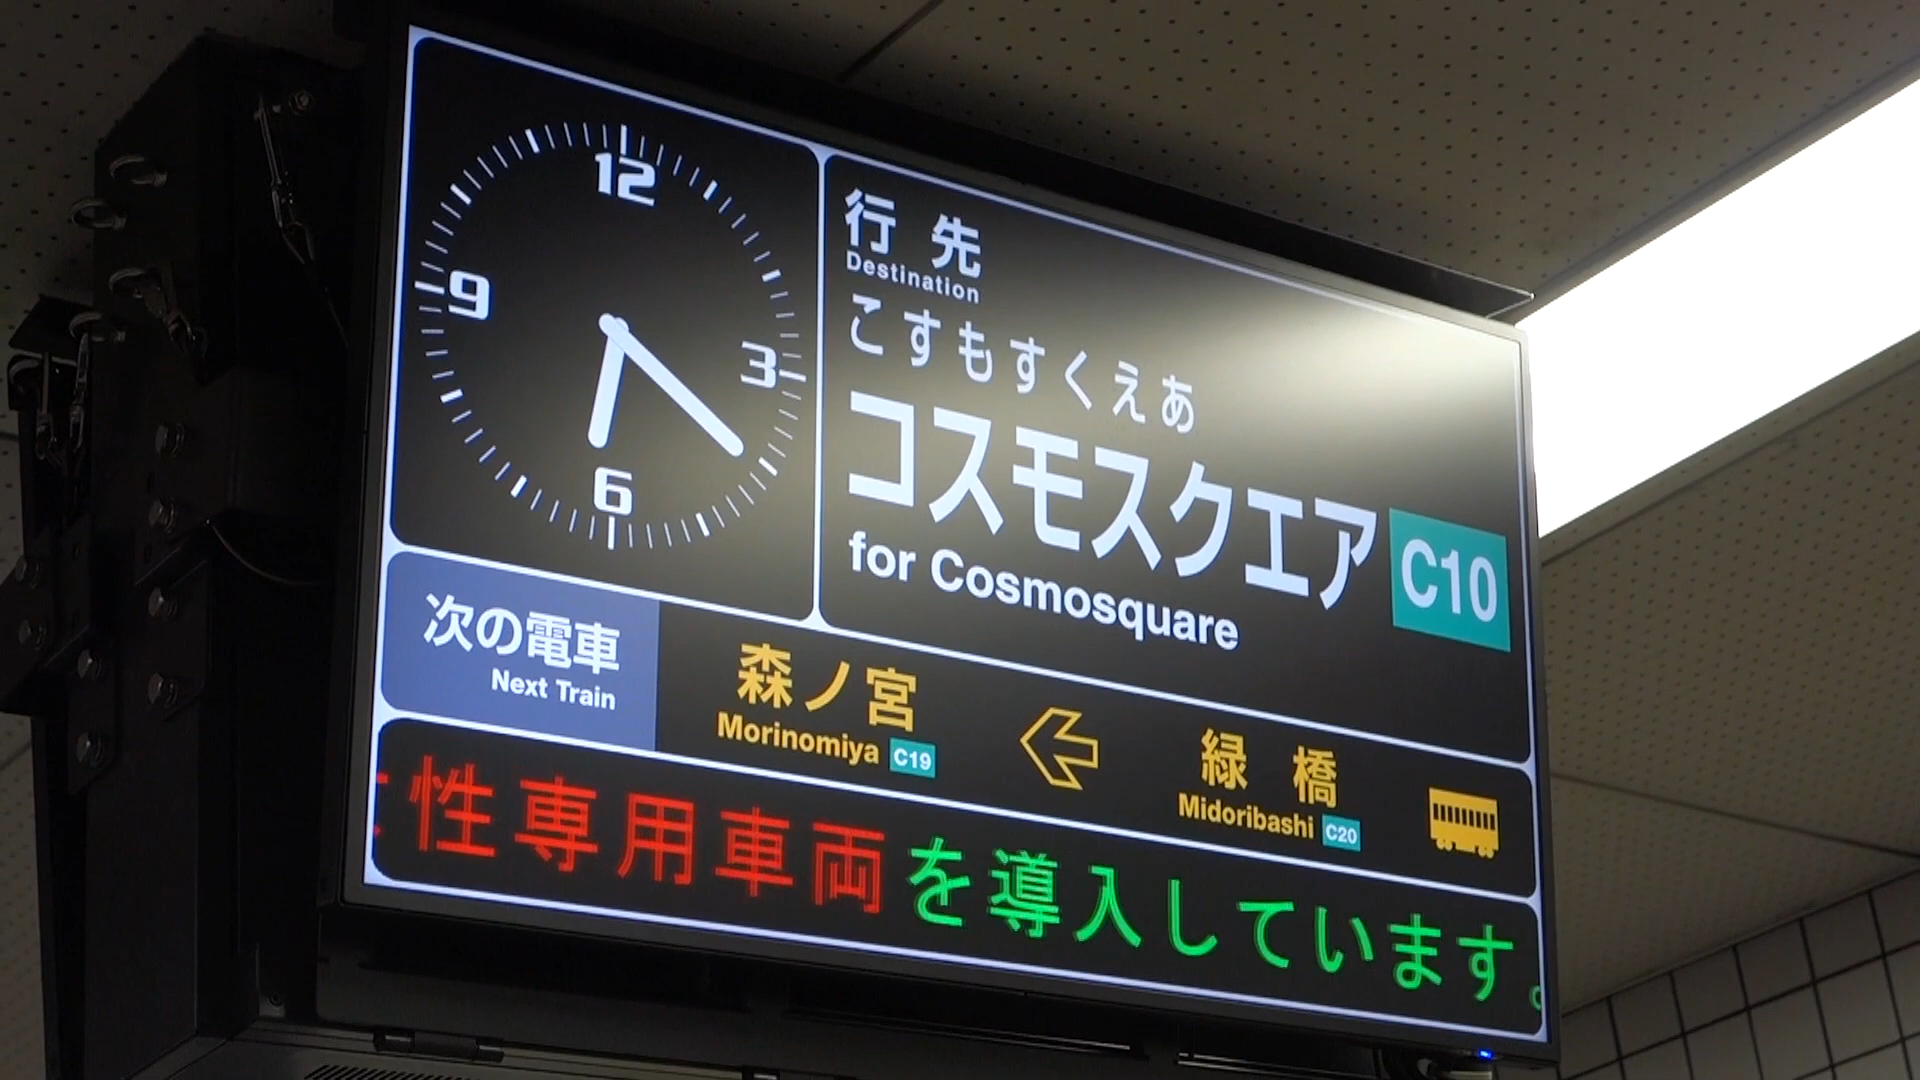 12
9
3
6
行先
Destination
こすもすくえあ
コスモスクエア C10
for Cosmosquare
次の電車
Next Train
森ノ宮
Morinomiya C19
緑橋
Midoribashi C20
性専用車両を導入しています。